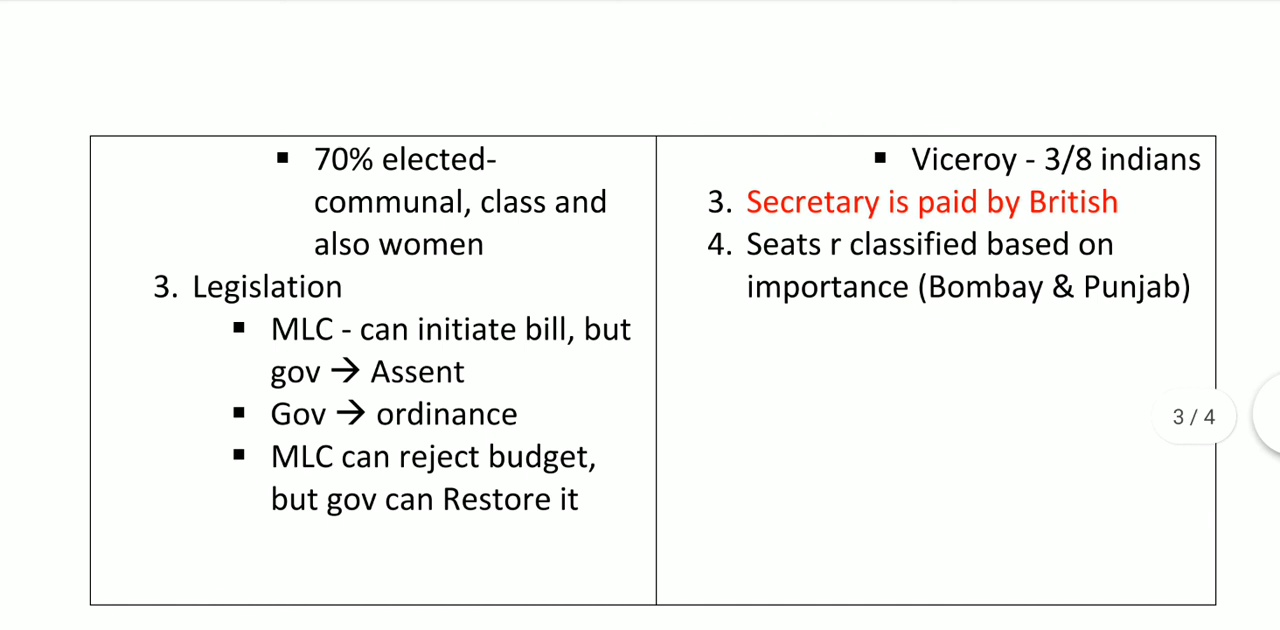 ▪ 70% elected-
communal, class and
also women
3. Legislation
▪ MLC - can initiate bill, but
gov → Assent
▪ Gov → ordinance
▪ MLC can reject budget,
but gov can Restore it
▪ Viceroy - 3/8 indians
3. Secretary is paid by British
4. Seats r classified based on
importance (Bombay & Punjab)
3 / 4